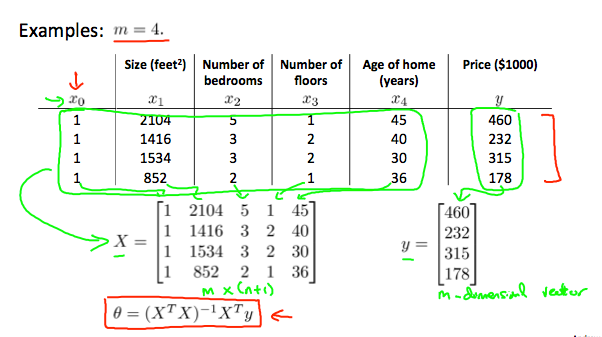 Examples: m = 4.
Size (feet²) Number of bedrooms Number of floors Age of home (years) Price ($1000)
x₀ x₁ x₂ x₃ x₄ y
1 2104 5 1 45 460
1 1416 3 2 40 232
1 1534 3 2 30 315
1 852 2 1 36 178
X = [1 2104 5 1 45
1 1416 3 2 40
1 1534 3 2 30
1 852 2 1 36]
m x (n+1)
y = [460
232
315
178]
m-dimensional vector
θ = (XᵀX)⁻¹Xᵀy